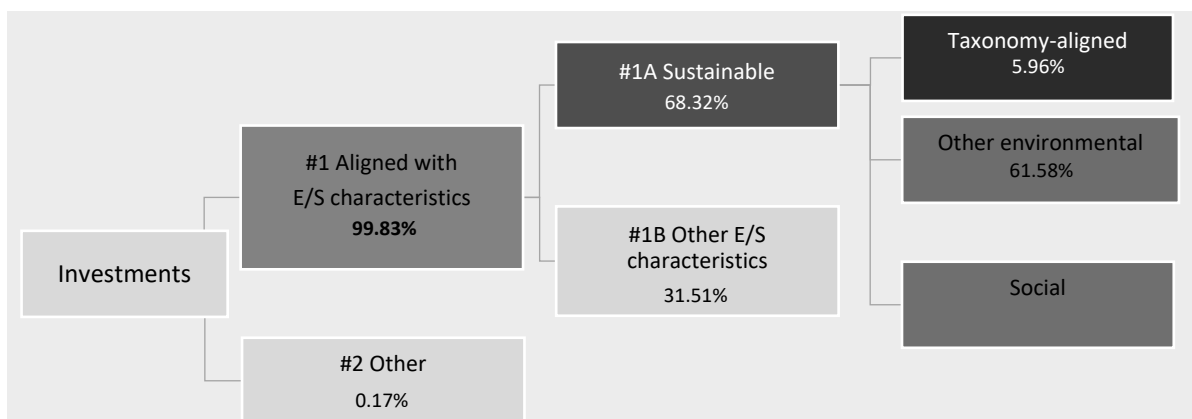 Investments
#1 Aligned with
E/S characteristics
99.83%
#2 Other
0.17%
#1A Sustainable
68.32%
#1B Other E/S
characteristics
31.51%
Taxonomy-aligned
5.96%
Other environmental
61.58%
Social